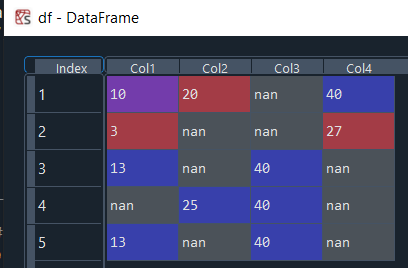 df - DataFrame
Index Col1 Col2 Col3 Col4
1 10 20 nan 40
2 3 nan nan 27
3 13 nan 40 nan
4 nan 25 40 nan
5 13 nan 40 nan